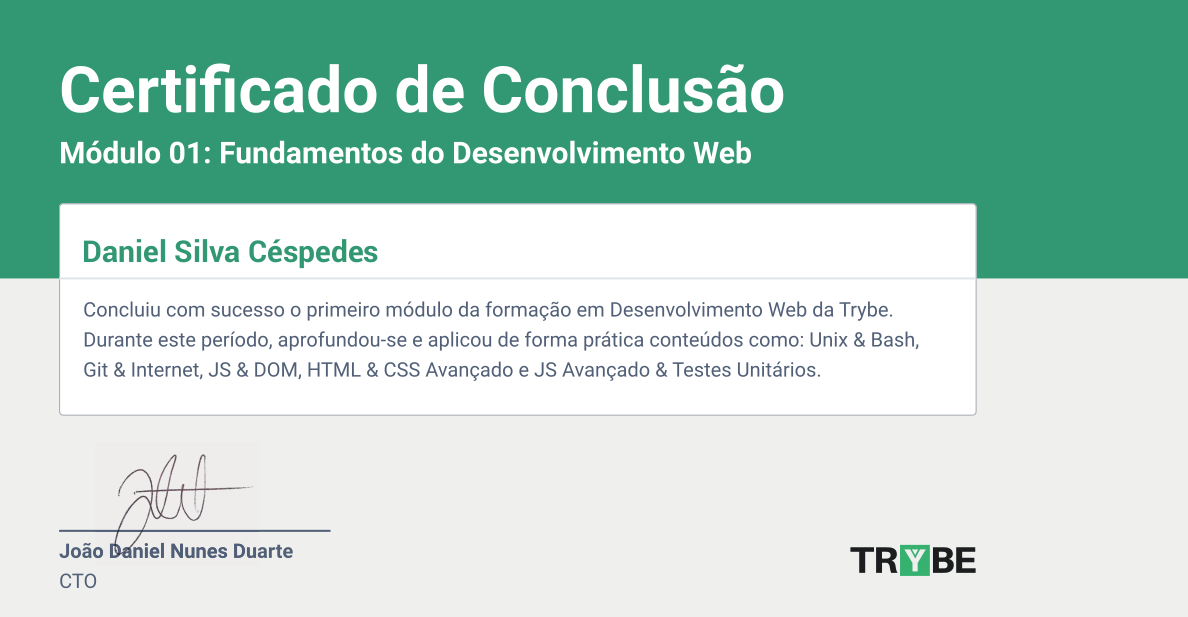 Certificado de Conclusão
Módulo 01: Fundamentos do Desenvolvimento Web
Daniel Silva Céspedes
Concluiu com sucesso o primeiro módulo da formação em Desenvolvimento Web da Trybe.
Durante este período, aprofundou-se e aplicou de forma prática conteúdos como: Unix & Bash,
Git & Internet, JS & DOM, HTML & CSS Avançado e JS Avançado & Testes Unitários.
João Daniel Nunes Duarte
CTO
TRYBE